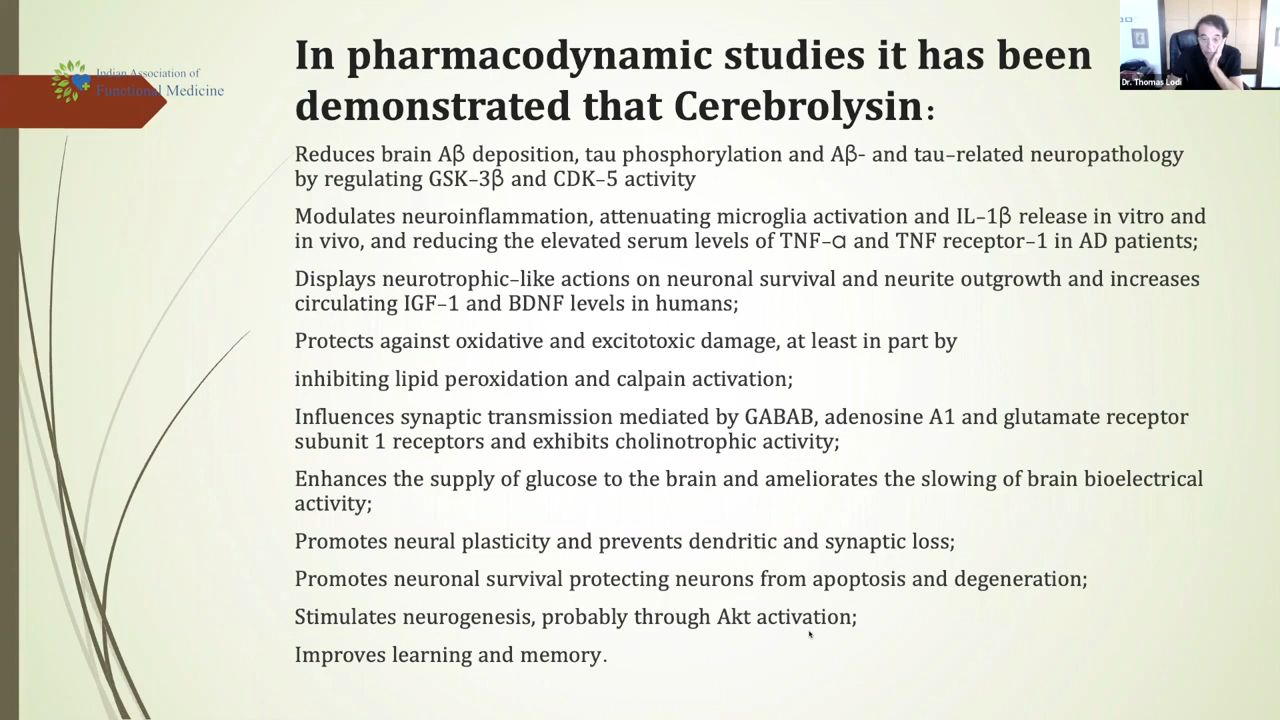 In pharmacodynamic studies it has been
demonstrated that Cerebrolysin:
Indian Association of
Functional Medicine
Dr. Thomas Lodi
Reduces brain Aβ deposition, tau phosphorylation and Aβ- and tau–related neuropathology
by regulating GSK–3β and CDK–5 activity
Modulates neuroinflammation, attenuating microglia activation and IL–1β release in vitro and
in vivo, and reducing the elevated serum levels of TNF–α and TNF receptor–1 in AD patients;
Displays neurotrophic–like actions on neuronal survival and neurite outgrowth and increases
circulating IGF–1 and BDNF levels in humans;
Protects against oxidative and excitotoxic damage, at least in part by
inhibiting lipid peroxidation and calpain activation;
Influences synaptic transmission mediated by GABAB, adenosine A1 and glutamate receptor
subunit 1 receptors and exhibits cholinotrophic activity;
Enhances the supply of glucose to the brain and ameliorates the slowing of brain bioelectrical
activity;
Promotes neural plasticity and prevents dendritic and synaptic loss;
Promotes neuronal survival protecting neurons from apoptosis and degeneration;
Stimulates neurogenesis, probably through Akt activation;
Improves learning and memory.